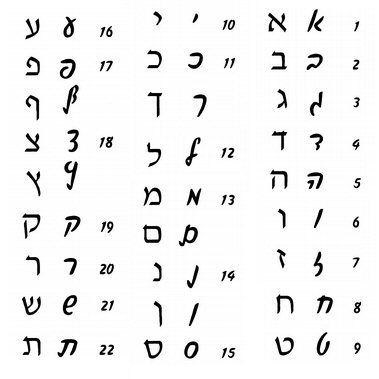 1 א א
2 ב ב
3 ג ג
4 ד ד
5 ה ה
6 ו ו
7 ז ז
8 ח ח
9 ט ט
10 י י
11 כ כ
ך ך
12 ל ל
13 מ מ
ם ם
14 נ נ
ן ן
15 ס ס
16 ע ע
17 פ פ
ף ף
18 צ צ
ץ ץ
19 ק ק
20 ר ר
21 ש ש
22 ת ת